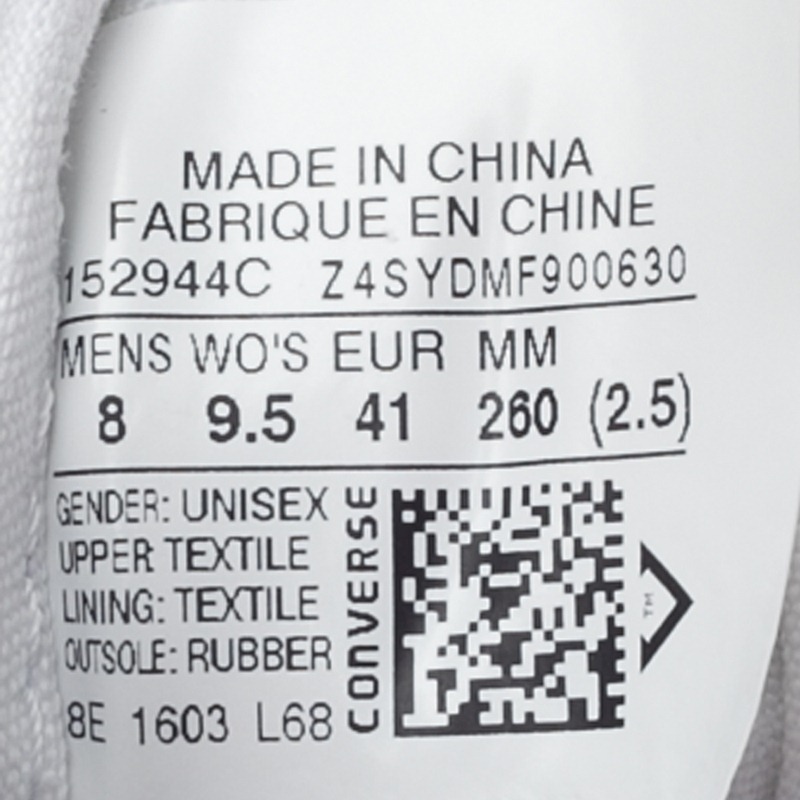 MADE IN CHINA
FABRIQUE EN CHINE
152944C Z4SYDMF900630
MENS WO'S EUR MM
8 9.5 41 260 (2.5)
GENDER: UNISEX
UPPER: TEXTILE
LINING: TEXTILE
OUTSOLE: RUBBER
8E 1603 L68
CONVERSE
TM